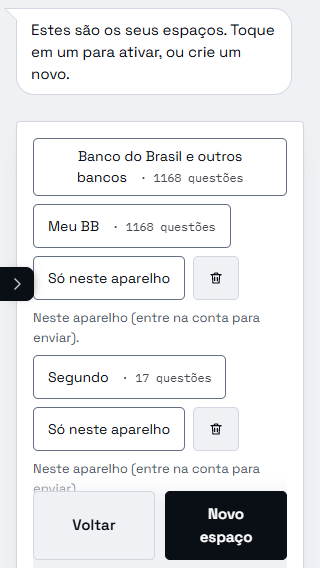 Estes são os seus espaços. Toque
em um para ativar, ou crie um
novo.
Banco do Brasil e outros
bancos · 1168 questões
Meu BB · 1168 questões
Só neste aparelho
Neste aparelho (entre na conta para
enviar).
Segundo · 17 questões
Só neste aparelho
Neste aparelho (entre na conta para
enviar)
Voltar
Novo
espaço